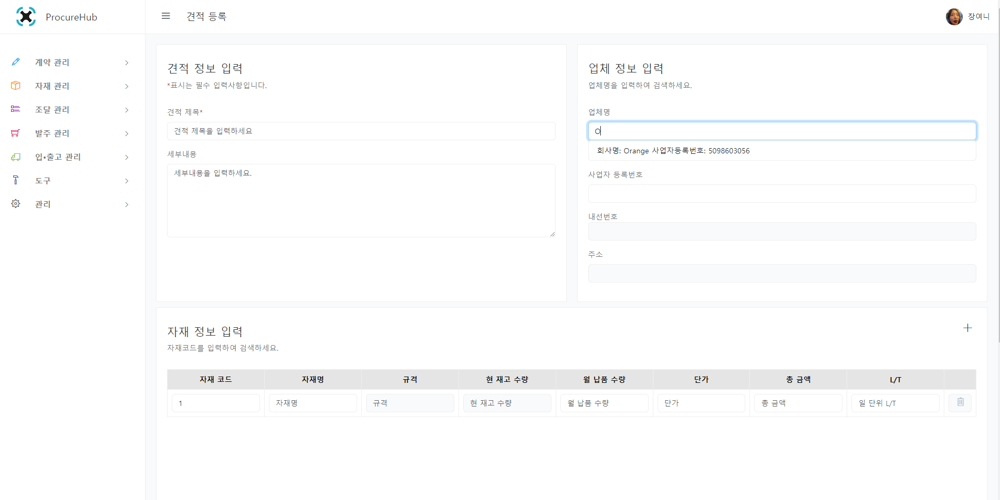 ProcureHub
견적 등록
장여니
계약 관리
자재 관리
조달 관리
발주 관리
입•출고 관리
도구
관리
견적 정보 입력
*표시는 필수 입력사항입니다.
견적 제목*
견적 제목을 입력하세요
세부내용
세부내용을 입력하세요.
업체 정보 입력
업체명을 입력하여 검색하세요.
업체명
O
회사명: Orange 사업자등록번호: 5098603056
사업자 등록번호
내선번호
주소
자재 정보 입력
자재코드를 입력하여 검색하세요.
자재 코드 자재명 규격 현 재고 수량 월 납품 수량 단가 총 금액 L/T
1 자재명 규격 현 재고 수량 월 납품 수량 단가 총 금액 일 단위 L/T